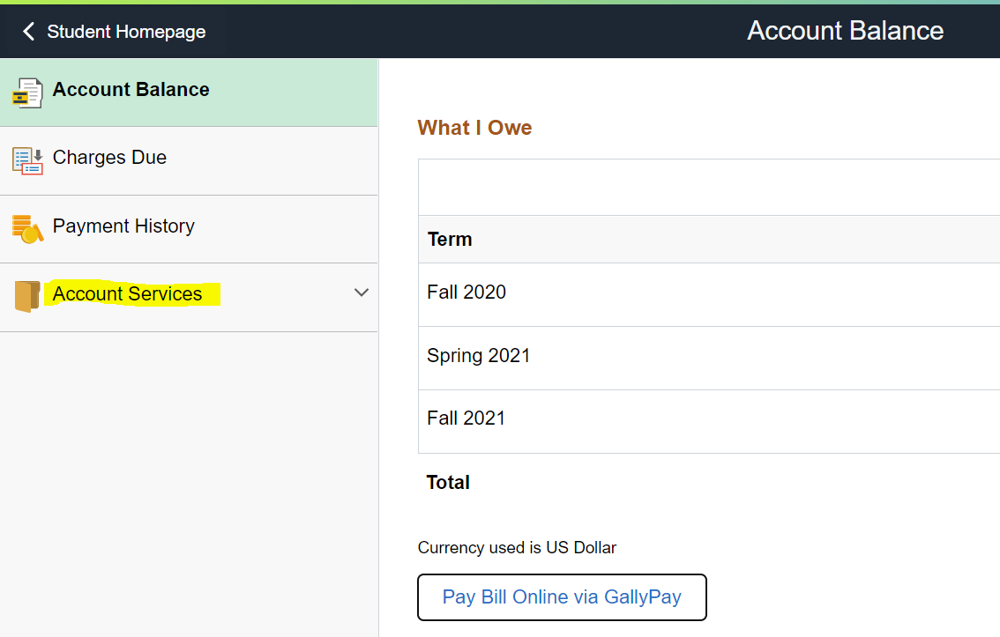 Student Homepage
Account Balance
Account Balance
Charges Due
Payment History
Account Services
What I Owe
Term
Fall 2020
Spring 2021
Fall 2021
Total
Currency used is US Dollar
Pay Bill Online via GallyPay